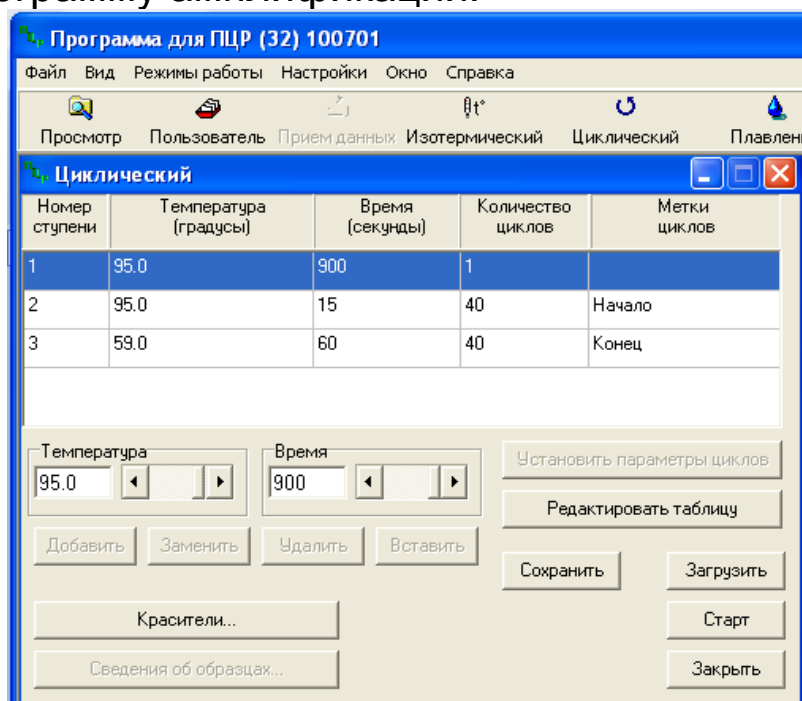 Программа для ПЦР (32) 100701
Файл Вид Режимы работы Настройки Окно Справка
Просмотр Пользователь Прием данных Изотермический Циклический
Циклический
Номер ступени Температура (градусы) Время (секунды) Количество циклов Метки циклов
1 95.0 900 1
2 95.0 15 40 Начало
3 59.0 60 40 Конец
Температура Время Установить параметры циклов
95.0 900
Редактировать таблицу
Добавить Заменить Удалить Вставить
Сохранить Загрузить
Красители... Старт
Сведения об образцах... Закрыть